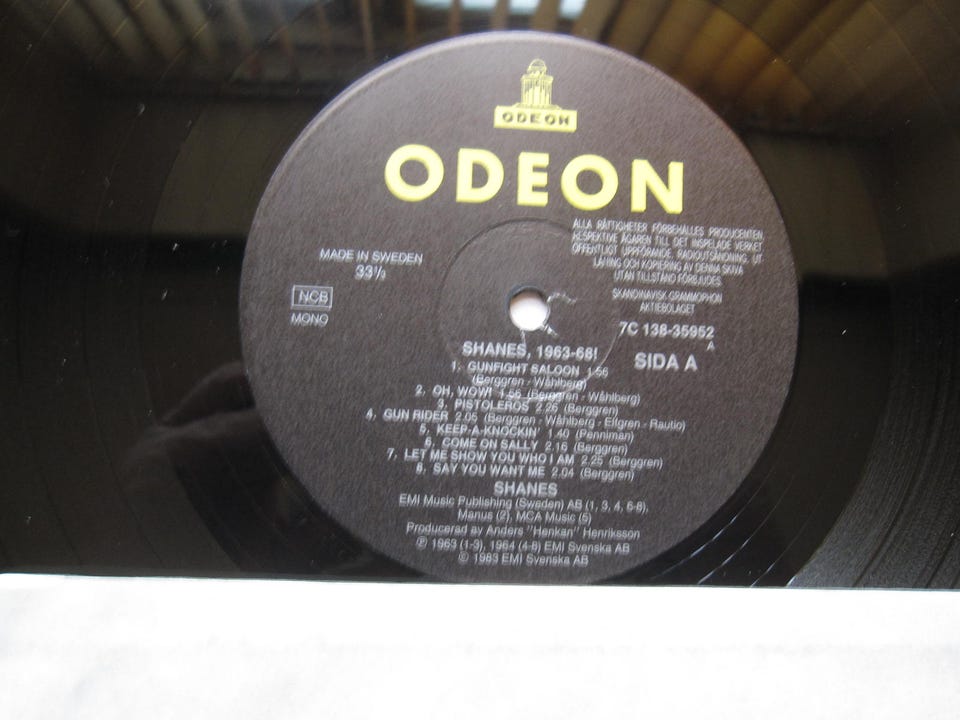 ODEON
ODEON
ALLA RÄTTIGHETER FÖRBEHÅLLES PRODUCENTEN
RESPEKTIVE ÄGAREN TILL DET INSPELADE VERKET
OFFENTLIGT UPPFÖRANDE, RADIOUTSÄNDNING, UT-
LÅNING OCH KOPIERING AV DENNA SKIVA
UTAN TILLSTÅND FÖRBJUDES.
MADE IN SWEDEN
33⅓
NCB
MONO
SKANDINAVISK GRAMMOPHON
AKTIEBOLAGET
7C 138-35952
A
SIDA A
SHANES, 1963-68!
1. GUNFIGHT SALOON 1.56
(Berggren - Wåhlberg)
2. OH, WOW! 1.56 (Berggren - Wåhlberg)
3. PISTOLEROS 2.26 (Berggren)
4. GUN RIDER 2.05 (Berggren - Wåhlberg - Elfgren - Rautio)
5. KEEP-A-KNOCKIN' 1.40 (Penniman)
6. COME ON SALLY 2.16 (Berggren)
7. LET ME SHOW YOU WHO I AM 2.25 (Berggren)
8. SAY YOU WANT ME 2.04 (Berggren)
SHANES
EMI Music Publishing (Sweden) AB (1, 3, 4, 6-8),
Manus (2), MCA Music (5)
Producerad av Anders "Henkan" Henriksson
℗ 1963 (1-3), 1964 (4-8) EMI Svenska AB
© 1983 EMI Svenska AB